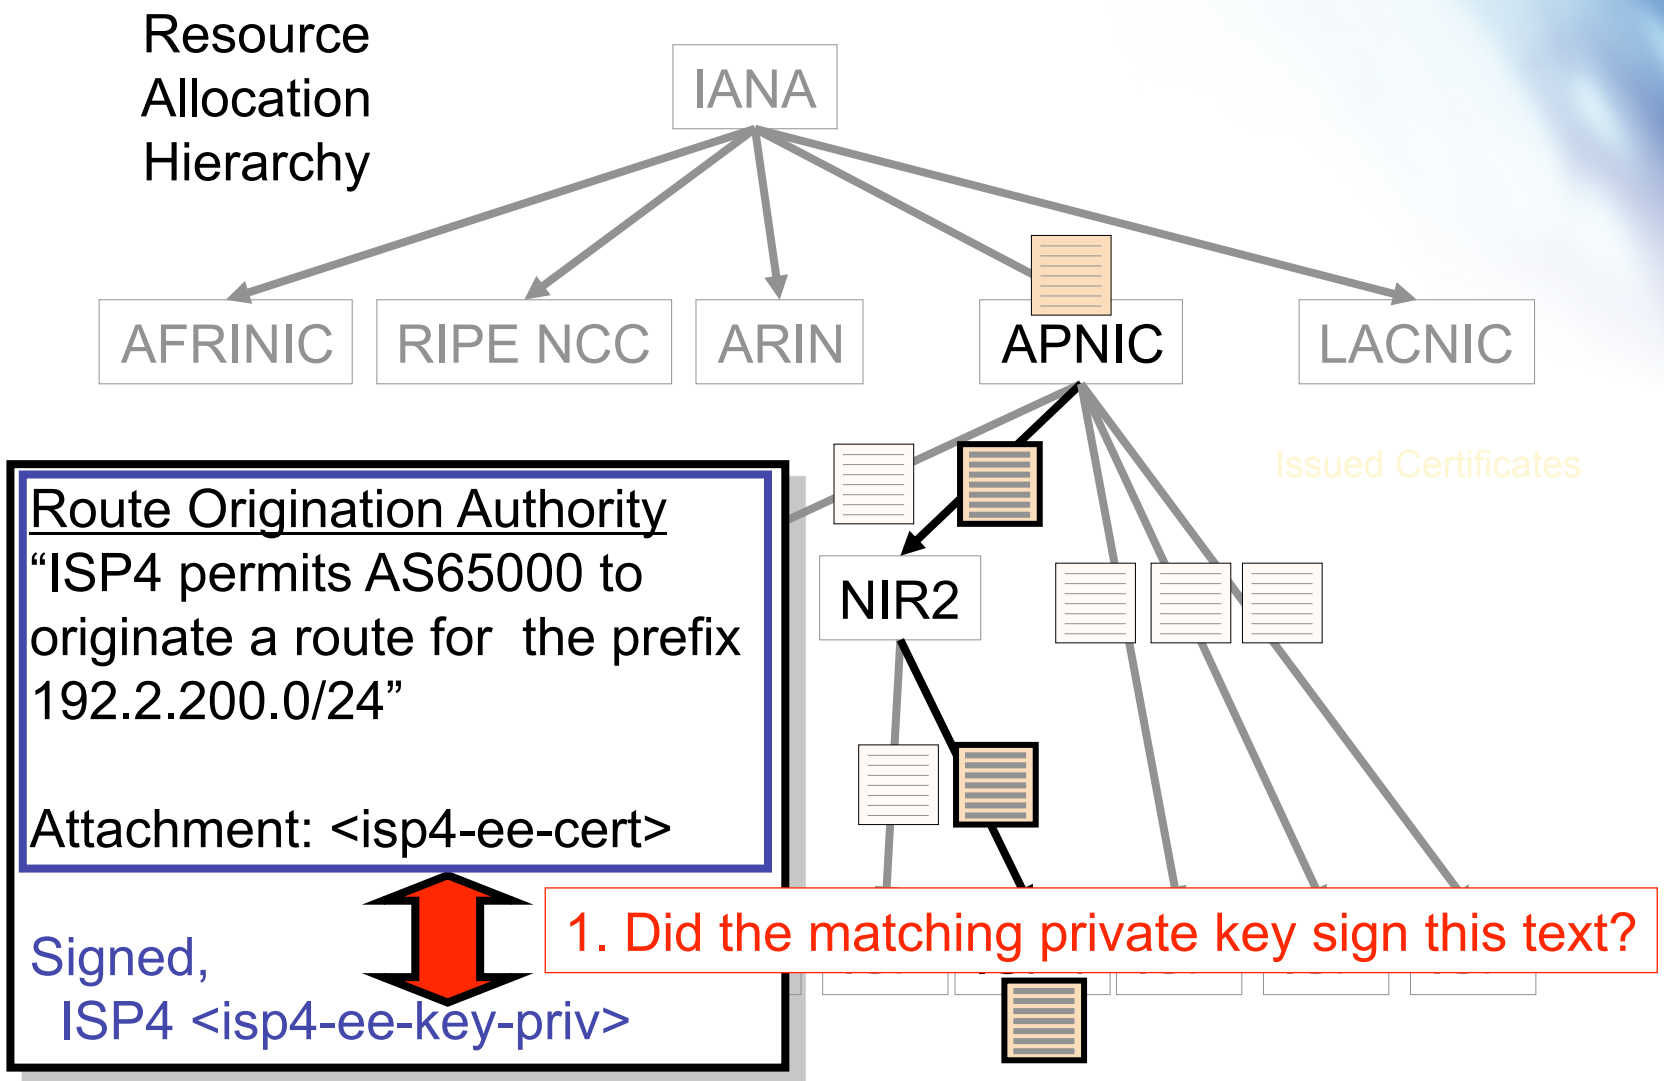 Resource
Allocation
Hierarchy
IANA
AFRINIC
RIPE NCC
ARIN
APNIC
LACNIC
Issued Certificates
Route Origination Authority
“ISP4 permits AS65000 to
originate a route for  the prefix
192.2.200.0/24”
Attachment: <isp4-ee-cert>
NIR2
1. Did the matching private key sign this text?
Signed,
ISP4 <isp4-ee-key-priv>